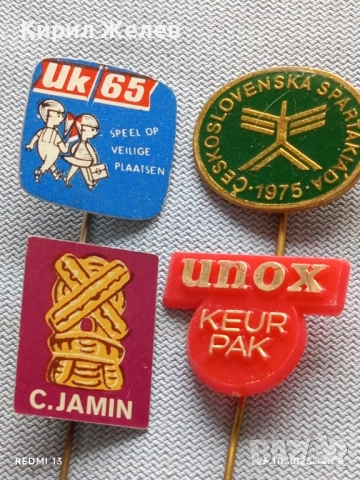 Кирил Желев
Uk 65
SPEEL OP
VEILIGE
PLAATSEN
ČESKOSLOVENSKÁ SPARTAKIÁDA
·1975·
C.JAMIN
unox
KEUR
PAK
REDMI 13